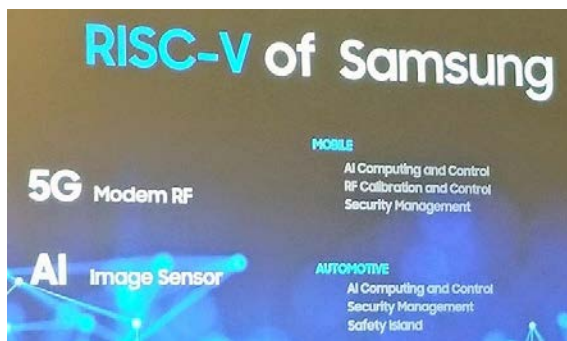 RISC-V of Samsung
5G Modem RF
AI Image Sensor
MOBILE
AI Computing and Control
RF Calibration and Control
Security Management
AUTOMOTIVE
AI Computing and Control
Security Management
Safety Island